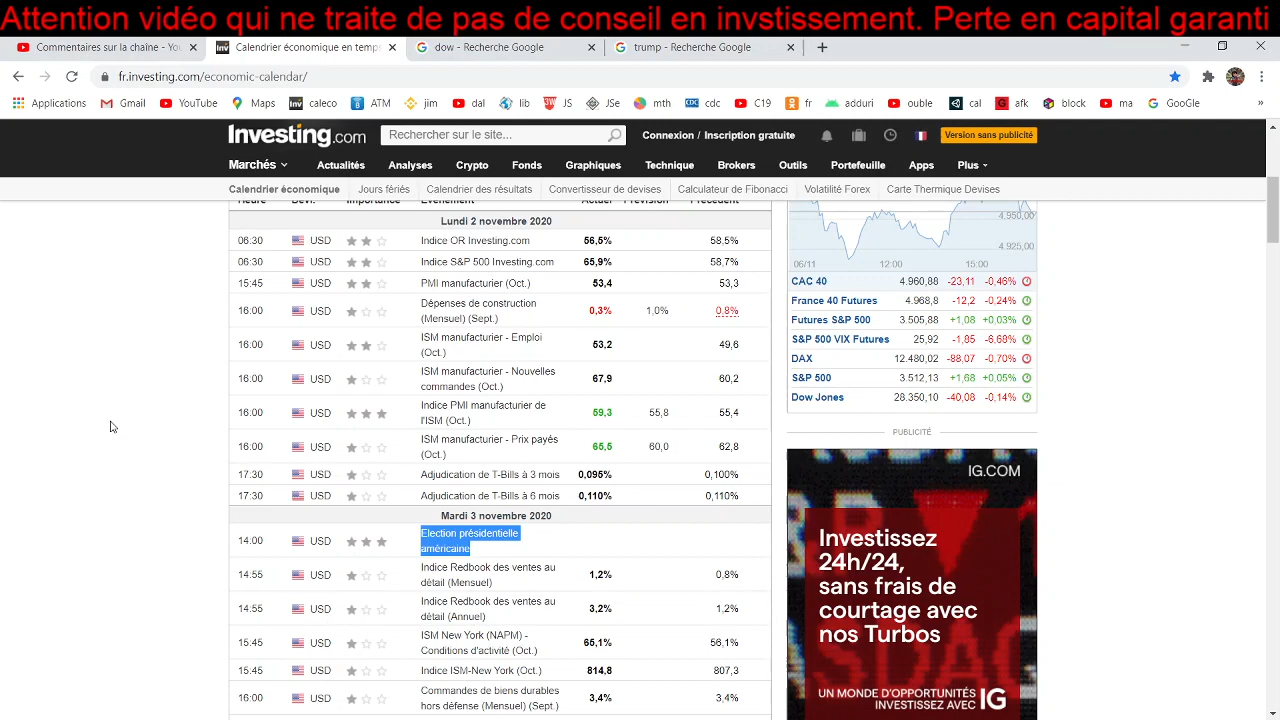 Attention vidéo qui ne traite de pas de conseil en invstissement. Perte en capital garanti
Commentaires sur la chaîne - You
Calendrier économique en temps
dow - Recherche Google
trump - Recherche Google
fr.investing.com/economic-calendar/
Applications Gmail YouTube Maps caleco ATM jim dal lib JS JSe mth cdc C19 fr adduri ouble cal afk block ma GooGle »
Investing.com
Rechercher sur le site...
Connexion / Inscription gratuite
Version sans publicité
Marchés Actualités Analyses Crypto Fonds Graphiques Technique Brokers Outils Portefeuille Apps Plus
Calendrier économique Jours fériés Calendrier des résultats Convertisseur de devises Calculateur de Fibonacci Volatilité Forex Carte Thermique Devises
Heure Devi. Importance Evénement Actuel Prévision Précédent
Lundi 2 novembre 2020
06:30 USD Indice OR Investing.com 56,5% 58,5%
06:30 USD Indice S&P 500 Investing.com 65,9%
15:45 USD PMI manufacturier (Oct.) 53,4 53,3
16:00 USD Dépenses de construction (Mensuel) (Sept.) 0,3% 1,0% 0,8%
16:00 USD ISM manufacturier - Emploi (Oct.) 53,2 49,6
16:00 USD ISM manufacturier - Nouvelles commandes (Oct.) 67,9 60,2
16:00 USD Indice PMI manufacturier de l'ISM (Oct.) 59,3 55,8 55,4
16:00 USD ISM manufacturier - Prix payés (Oct.) 65,5 60,0 62,8
17:30 USD Adjudication de T-Bills à 3 mois 0,095% 0,100%
17:30 USD Adjudication de T-Bills à 6 mois 0,110% 0,110%
Mardi 3 novembre 2020
14:00 USD Election présidentielle américaine
14:55 USD Indice Redbook des ventes au détail (Mensuel) 1,2% 0,8%
14:55 USD Indice Redbook des ventes au détail (Annuel) 3,2% 1,2%
15:45 USD ISM New York (NAPM) - Conditions d'activité (Oct.) 65,1% 56,1%
15:45 USD Indice ISM-New York (Oct.) 814,8
16:00 USD Commandes de biens durables hors défense (Mensuel) (Sept.) 3,4% 3,4%
4.950,00
4.925,00
06/11 12:00 15:00
CAC 40 4.960,88 -23,11 -0,46%
France 40 Futures 4.968,8 -12,2 -0,24%
Futures S&P 500 3.505,88 +1,08 +0,03%
S&P 500 VIX Futures 25,92 -1,85 -6,68%
DAX 12.480,02 -88,07 -0,70%
S&P 500 3.512,13 +1,68 +0,05%
Dow Jones 28.350,10 -40,08 -0,14%
PUBLICITÉ
IG.COM
Investissez
24h/24,
sans frais de
courtage avec
nos Turbos
UN MONDE D'OPPORTUNITÉS
INVESTISSEZ AVEC IG